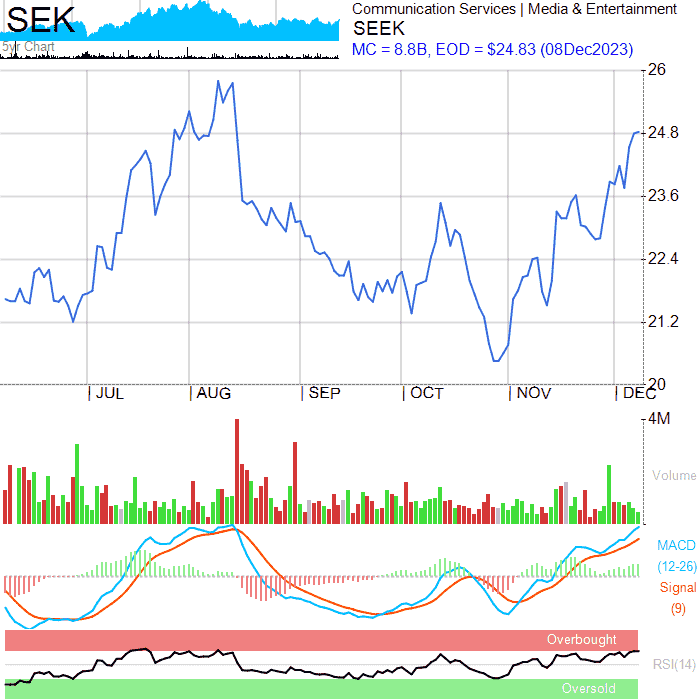 SEK
5yr Chart
Communication Services | Media & Entertainment
SEEK
MC = 8.8B, EOD = $24.83 (08Dec2023)
26
24.8
23.6
22.4
21.2
20
|JUL |AUG |SEP |OCT |NOV |DEC
4M
Volume
MACD
(12-26)
Signal
(9)
Overbought
RSI(14)
Oversold